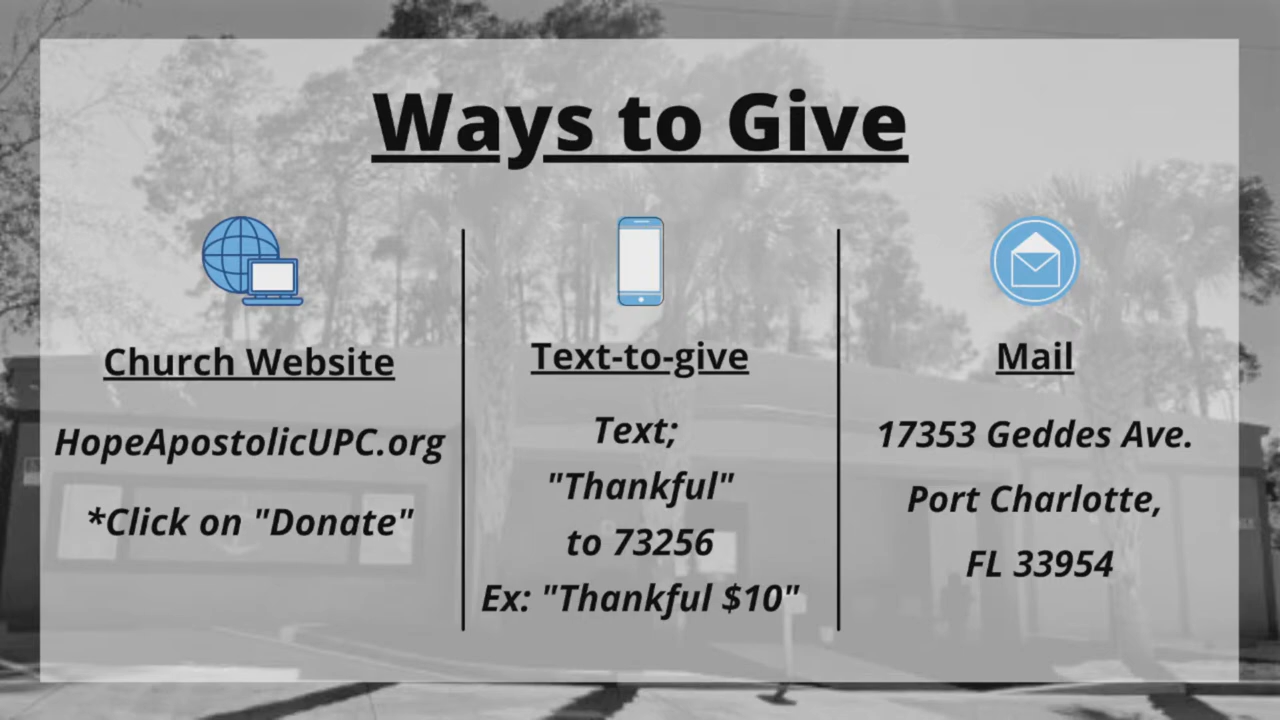 Ways to Give
Church Website
HopeApostolicUPC.org
*Click on "Donate"
Text-to-give
Text;
"Thankful"
to 73256
Ex: "Thankful $10"
Mail
17353 Geddes Ave.
Port Charlotte,
FL 33954